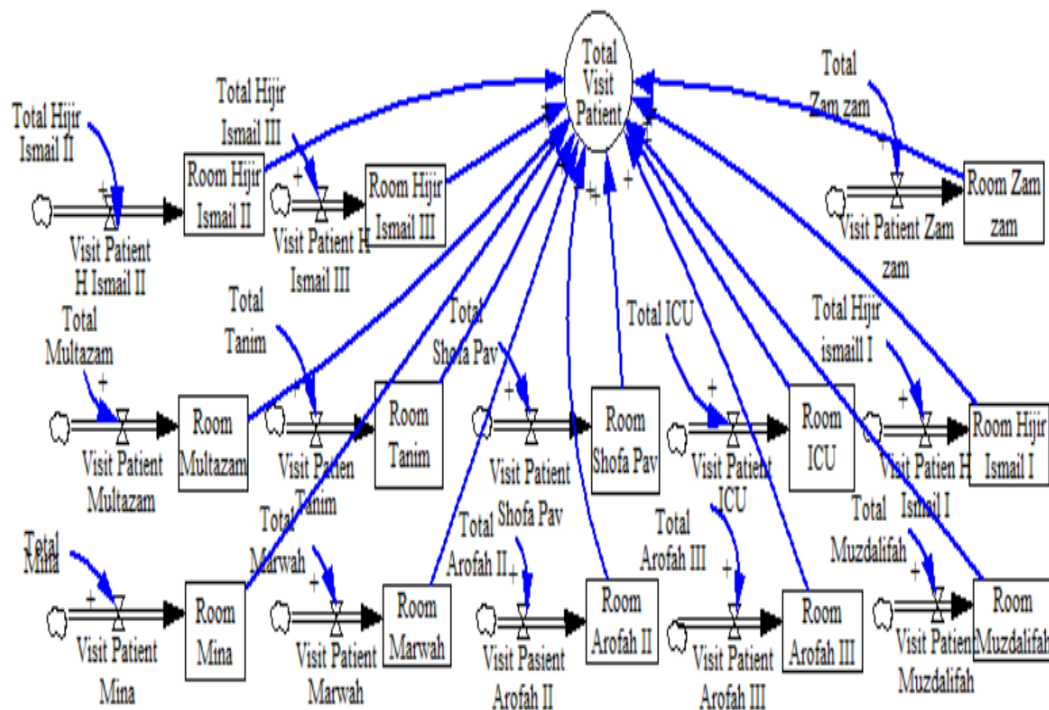 Total
Visit
Patient
Total Hijir
Ismail II
Room Hijir
Ismail II
Visit Patient
H Ismail II
Total Hijir
Ismail III
Room Hijir
Ismail III
Visit Patient H
Ismail III
Total
Zam zam
Room Zam
zam
Visit Patient Zam
zam
Total
Multazam
Room
Multazam
Visit Patient
Multazam
Total
Tanim
Room
Tanim
Visit Patien
Tanim
Total
Shofa Pav
Room
Shofa Pav
Visit Patient
Shofa Pav
Total ICU
Room
ICU
Visit Patient
ICU
Total Hijir
ismaill I
Room Hijir
Ismail I
Visit Patien H
Ismail I
Total
Mina
Room
Mina
Visit Patient
Mina
Total
Marwah
Room
Marwah
Visit Patient
Marwah
Total
Arofah II
Room
Arofah II
Visit Pasient
Arofah II
Total
Arofah III
Room
Arofah III
Visit Patient
Arofah III
Total
Muzdalifah
Room
Muzdalifah
Visit Patient
Muzdalifah